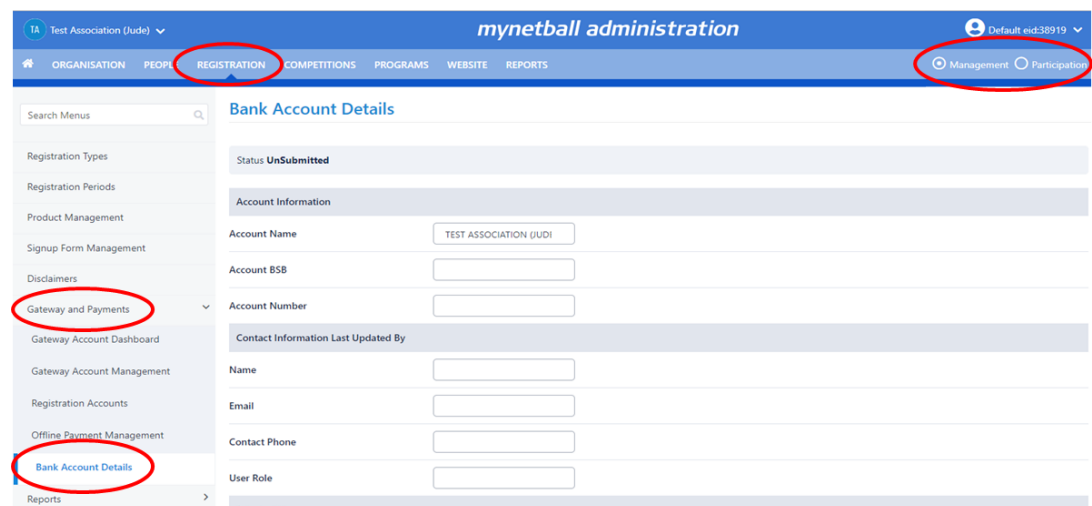 TA Test Association (Jude)
mynetball administration
Default eid:38919
ORGANISATION PEOPLE REGISTRATION COMPETITIONS PROGRAMS WEBSITE REPORTS
Management Participation
Search Menus
Registration Types
Registration Periods
Product Management
Signup Form Management
Disclaimers
Gateway and Payments
Gateway Account Dashboard
Gateway Account Management
Registration Accounts
Offline Payment Management
Bank Account Details
Reports
Bank Account Details
Status UnSubmitted
Account Information
Account Name TEST ASSOCIATION (JUDI
Account BSB
Account Number
Contact Information Last Updated By
Name
Email
Contact Phone
User Role